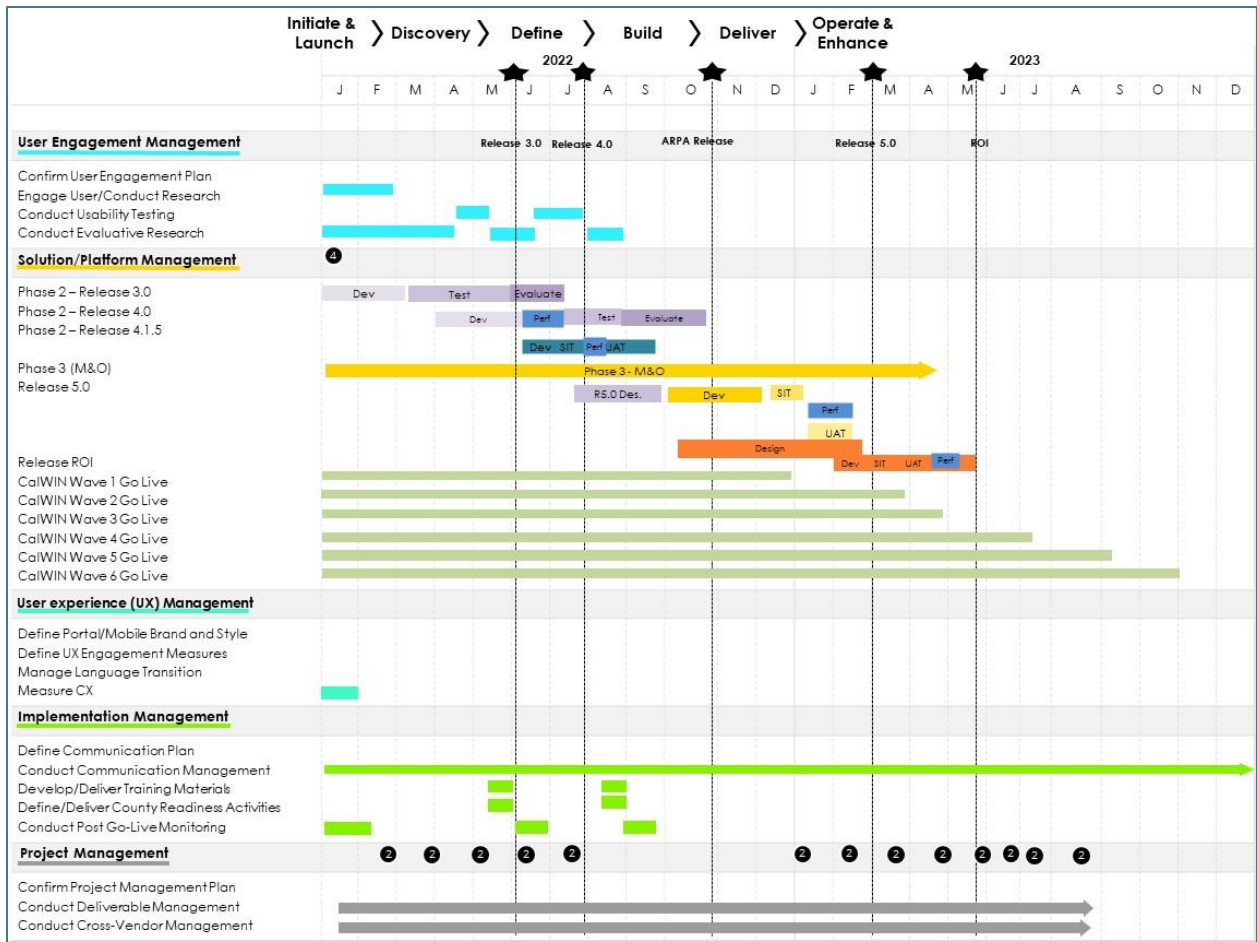 Initiate & Launch Discovery Define Build Deliver Operate & Enhance
2022 2023
J F M A M J J A S O N D J F M A M J J A S O N D
User Engagement Management Release 3.0 Release 4.0 ARPA Release Release 5.0 ROI
Confirm User Engagement Plan
Engage User/Conduct Research
Conduct Usability Testing
Conduct Evaluative Research
Solution/Platform Management 4
Phase 2 – Release 3.0 Dev Test Evaluate
Phase 2 – Release 4.0 Dev Perf Test Evaluate
Phase 2 – Release 4.1.5 Dev SIT Perf UAT
Phase 3 (M&O) Phase 3 - M&O
Release 5.0 R5.0 Des. Dev SIT
Perf
UAT
Design
Release ROI Dev SIT UAT Perf
CalWIN Wave 1 Go Live
CalWIN Wave 2 Go Live
CalWIN Wave 3 Go Live
CalWIN Wave 4 Go Live
CalWIN Wave 5 Go Live
CalWIN Wave 6 Go Live
User experience (UX) Management
Define Portal/Mobile Brand and Style
Define UX Engagement Measures
Manage Language Transition
Measure CX
Implementation Management
Define Communication Plan
Conduct Communication Management
Develop/Deliver Training Materials
Define/Deliver County Readiness Activities
Conduct Post Go-Live Monitoring
Project Management 2 2 2 2 2 2 2 2 2 2 2 2 2
Confirm Project Management Plan
Conduct Deliverable Management
Conduct Cross-Vendor Management